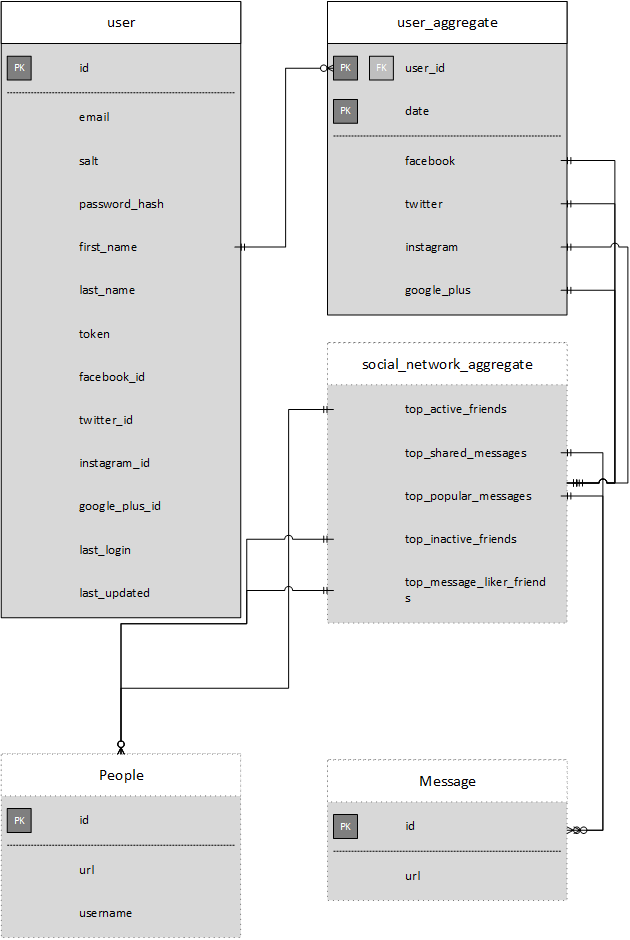 user
PK id
email
salt
password_hash
first_name
last_name
token
facebook_id
twitter_id
instagram_id
google_plus_id
last_login
last_updated
user_aggregate
PK FK user_id
PK date
facebook
twitter
instagram
google_plus
social_network_aggregate
top_active_friends
top_shared_messages
top_popular_messages
top_inactive_friends
top_message_liker_friend
s
People
PK id
url
username
Message
PK id
url